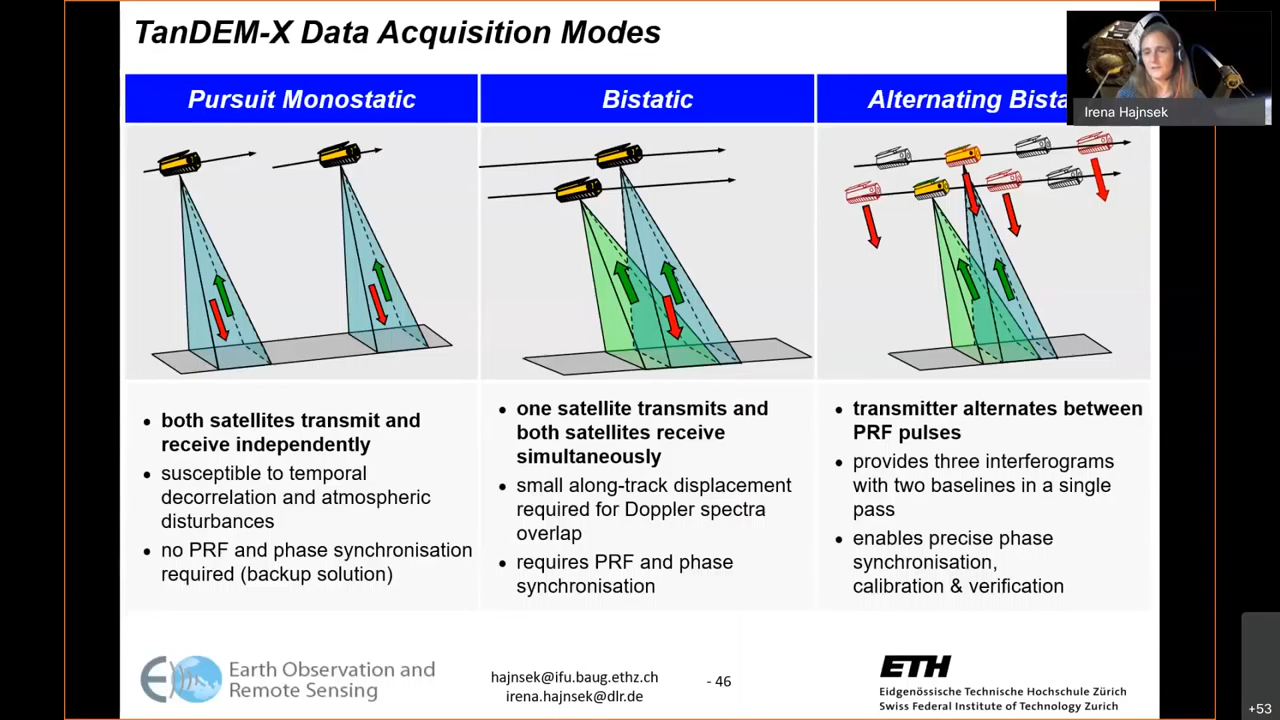 TanDEM-X Data Acquisition Modes
Irena Hajnsek
Pursuit Monostatic
Bistatic
Alternating Bista
both satellites transmit and
receive independently
susceptible to temporal
decorrelation and atmospheric
disturbances
no PRF and phase synchronisation
required (backup solution)
one satellite transmits and
both satellites receive
simultaneously
small along-track displacement
required for Doppler spectra
overlap
requires PRF and phase
synchronisation
transmitter alternates between
PRF pulses
provides three interferograms
with two baselines in a single
pass
enables precise phase
synchronisation,
calibration & verification
Earth Observation and
Remote Sensing
hajnsek@ifu.baug.ethz.ch
irena.hajnsek@dlr.de
- 46
ETH
Eidgenössische Technische Hochschule Zürich
Swiss Federal Institute of Technology Zurich
+53